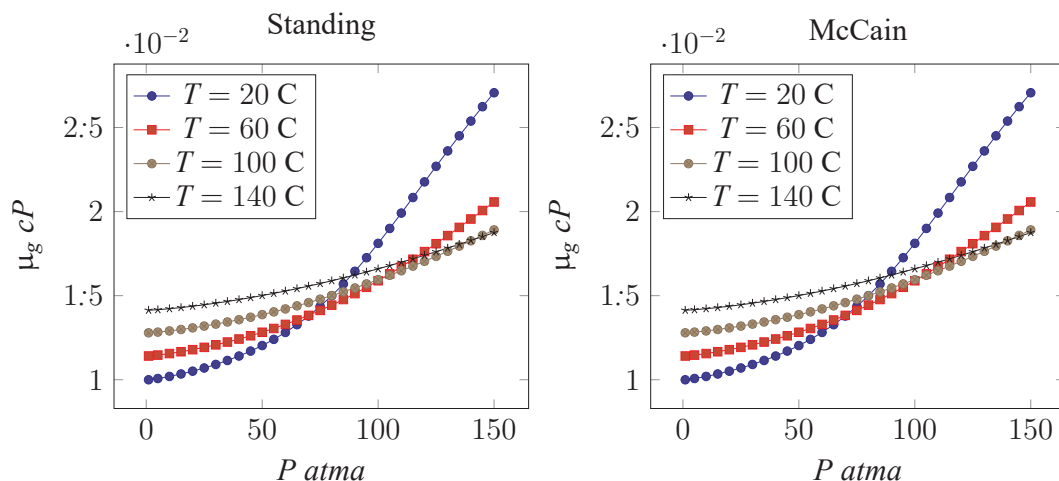 Standing
·10⁻²
T = 20 C
T = 60 C
T = 100 C
T = 140 C
2.5
2
1.5
1
0
50
100
150
P atma
μg cP
McCain
·10⁻²
T = 20 C
T = 60 C
T = 100 C
T = 140 C
2.5
2
1.5
1
0
50
100
150
P atma
μg cP